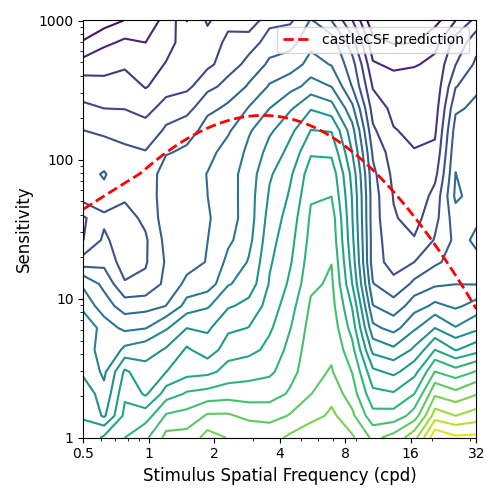 1000
castleCSF prediction
100
Sensitivity
10
1
0.5 1 2 4 8 16 32
Stimulus Spatial Frequency (cpd)